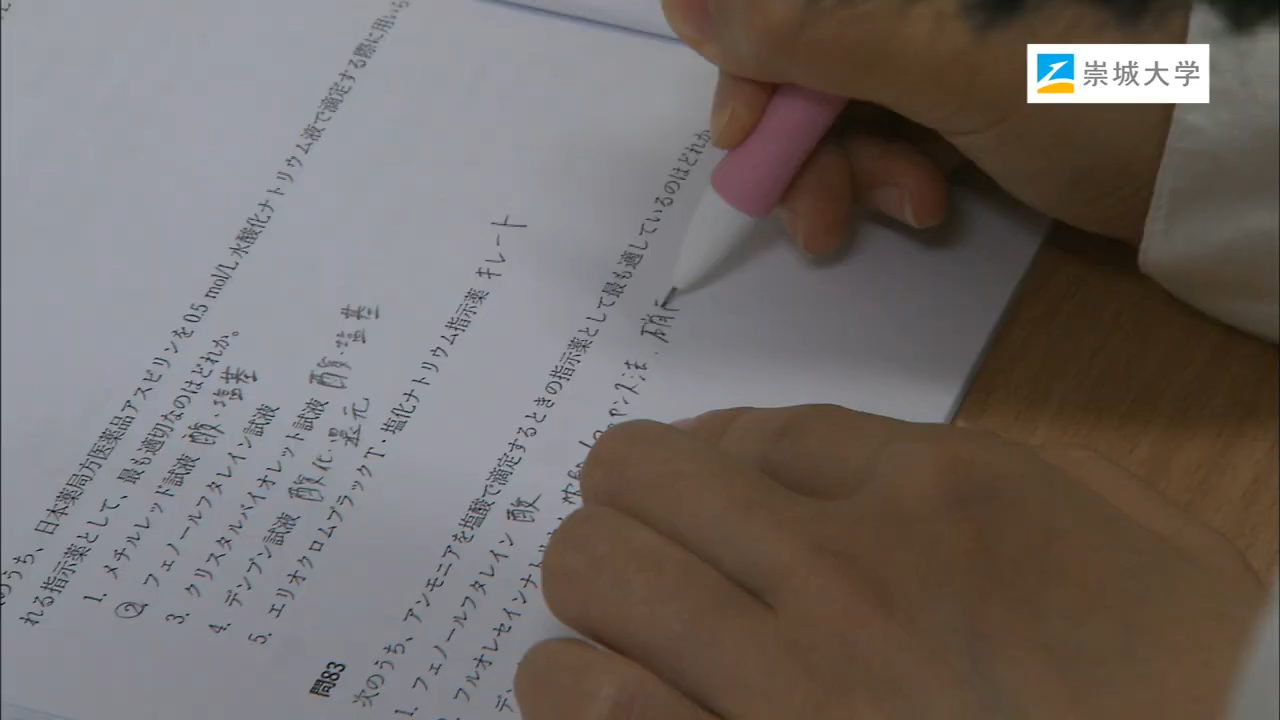 崇城大学
のうち、日本薬局方医薬品アスピリンを 0.5 mol/L 水酸化ナトリウム液で滴定する際に用いら
れる指示薬として、最も適切なのはどれか。
1. メチルレッド試液 酸・塩基
② フェノールフタレイン試液
3. クリスタルバイオレット試液 酸・塩基
4. デンプン試液 酸化・還元
5. エリオクロムブラックT・塩化ナトリウム指示薬 キレート
問83
次のうち、アンモニアを塩酸で滴定するときの指示薬として最も適しているのはどれか
1. フェノールフタレイン 酸
フルオレセインナト ャンス法、硝
デ